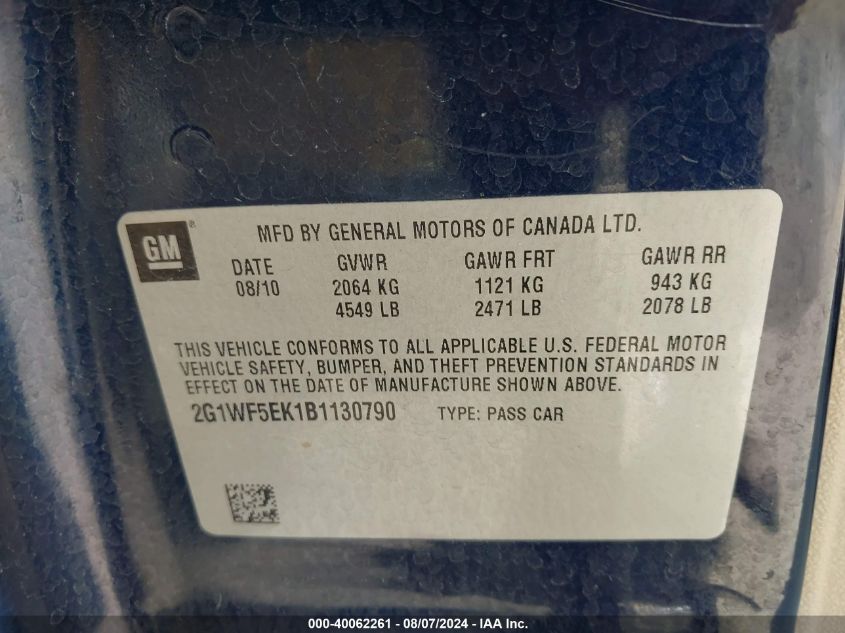 GM ®
MFD BY GENERAL MOTORS OF CANADA LTD.
DATE GVWR GAWR FRT GAWR RR
08/10 2064 KG 1121 KG 943 KG
4549 LB 2471 LB 2078 LB
THIS VEHICLE CONFORMS TO ALL APPLICABLE U.S. FEDERAL MOTOR
VEHICLE SAFETY, BUMPER, AND THEFT PREVENTION STANDARDS IN
EFFECT ON THE DATE OF MANUFACTURE SHOWN ABOVE.
2G1WF5EK1B1130790 TYPE: PASS CAR
000-40062261 - 08/07/2024 - IAA Inc.